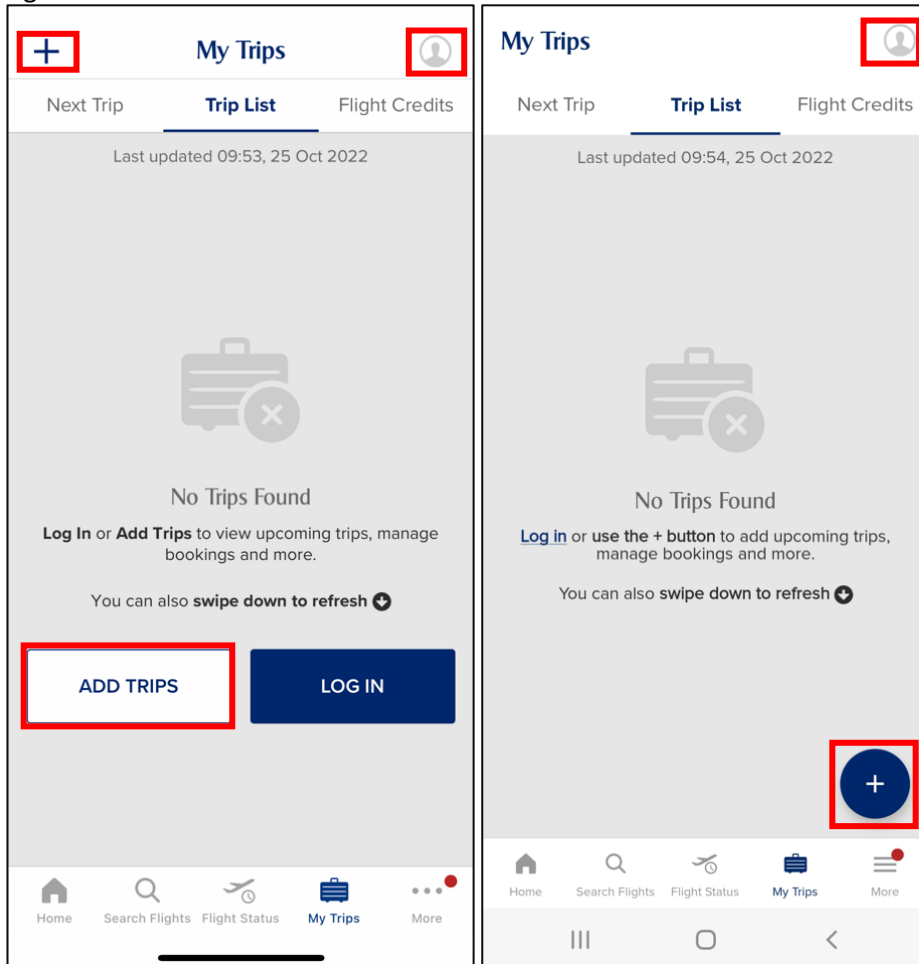 My Trips
Next Trip Trip List Flight Credits
Last updated 09:53, 25 Oct 2022
No Trips Found
Log In or Add Trips to view upcoming trips, manage
bookings and more.
You can also swipe down to refresh
ADD TRIPS LOG IN
Home Search Flights Flight Status My Trips More
My Trips
Next Trip Trip List Flight Credits
Last updated 09:54, 25 Oct 2022
No Trips Found
Log in or use the + button to add upcoming trips,
manage bookings and more.
You can also swipe down to refresh
+
Home Search Flights Flight Status My Trips More